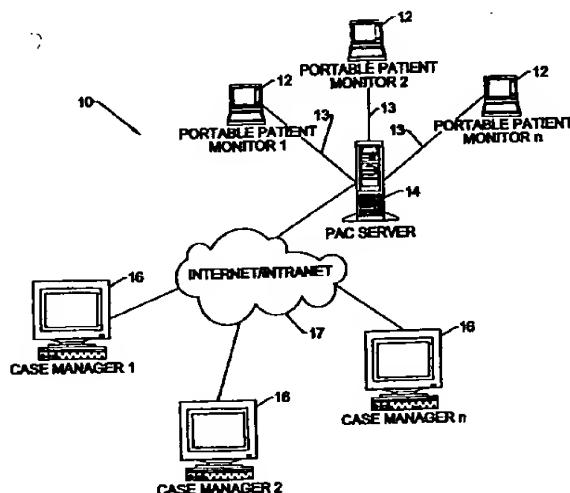 12
PORTABLE PATIENT
MONITOR 2
12
PORTABLE PATIENT
MONITOR 1
12
PORTABLE PATIENT
MONITOR n
10
13
13
13
14
PAC SERVER
INTERNET/INTRANET
17
16
CASE MANAGER 1
16
CASE MANAGER 2
16
CASE MANAGER n